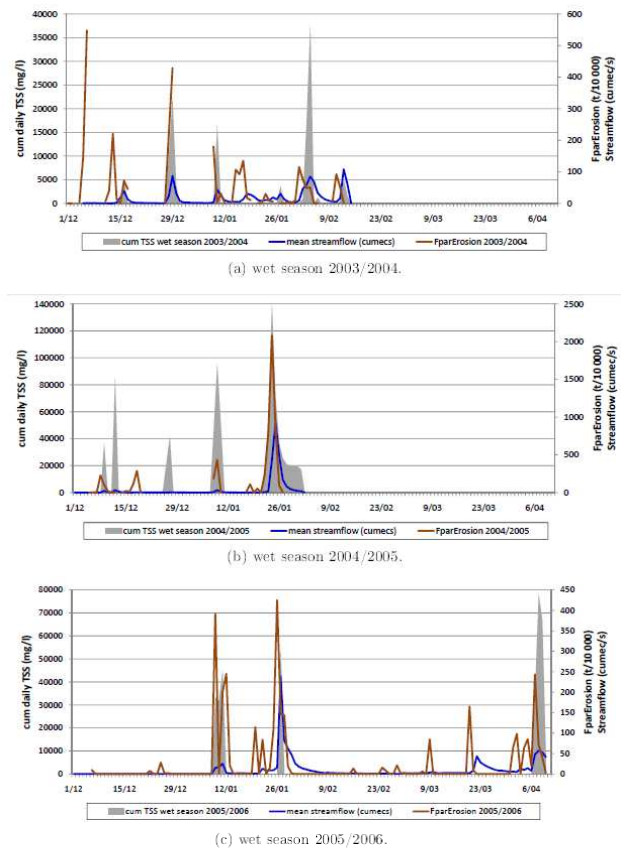 40000
35000
30000
25000
20000
15000
10000
5000
0
cum daily TSS (mg/l)
600
500
400
300
200
100
0
FparErosion (t/10 000)
Streamflow (cumec/s)
1/12 15/12 29/12 12/01 26/01 9/02 23/02 9/03 23/03 6/04
cum TSS wet season 2003/2004 mean streamflow (cumecs) FparErosion 2003/2004
(a) wet season 2003/2004.
140000
120000
100000
80000
60000
40000
20000
0
cum daily TSS (mg/l)
2500
2000
1500
1000
500
0
FparErosion (t/10 000)
Streamflow (cumec/s)
1/12 15/12 29/12 12/01 26/01 9/02 23/02 9/03 23/03 6/04
cum TSS wet season 2004/2005 mean streamflow (cumecs) FparErosion 2004/2005
(b) wet season 2004/2005.
80000
70000
60000
50000
40000
30000
20000
10000
0
cum daily TSS (mg/l)
450
400
350
300
250
200
150
100
50
0
FparErosion (t/10 000)
Streamflow (cumec/s)
1/12 15/12 29/12 12/01 26/01 9/02 23/02 9/03 23/03 6/04
cum TSS wet season 2005/2006 mean streamflow (cumecs) FparErosion 2005/2006
(c) wet season 2005/2006.